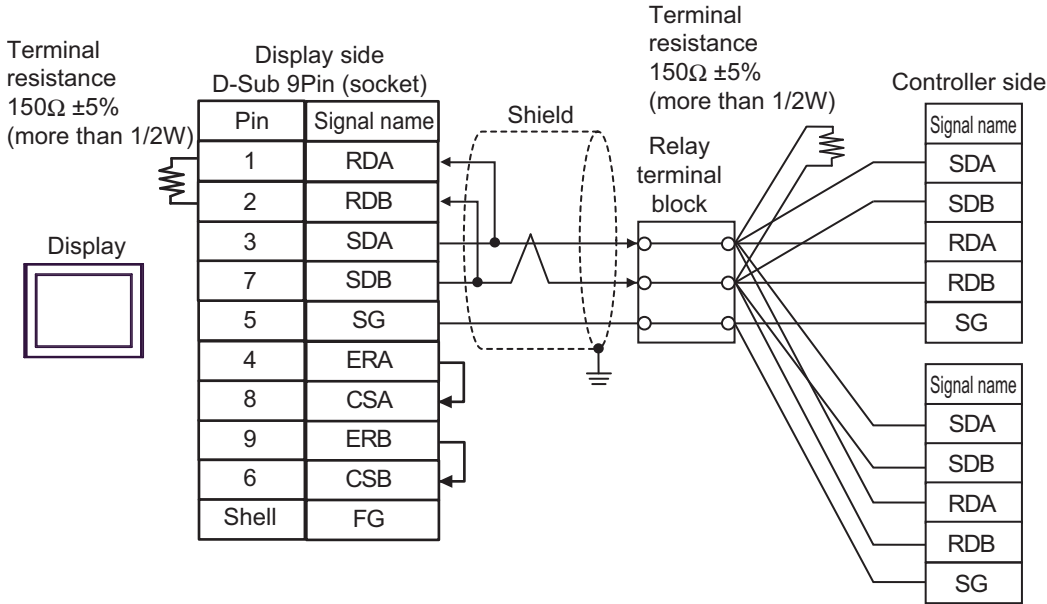 Terminal
resistance
150Ω ±5%
(more than 1/2W)
Display side
D-Sub 9Pin (socket)
Pin Signal name
1 RDA
2 RDB
3 SDA
7 SDB
5 SG
4 ERA
8 CSA
9 ERB
6 CSB
Shell FG
Display
Shield
Relay
terminal
block
Terminal
resistance
150Ω ±5%
(more than 1/2W)
Controller side
Signal name
SDA
SDB
RDA
RDB
SG
Signal name
SDA
SDB
RDA
RDB
SG